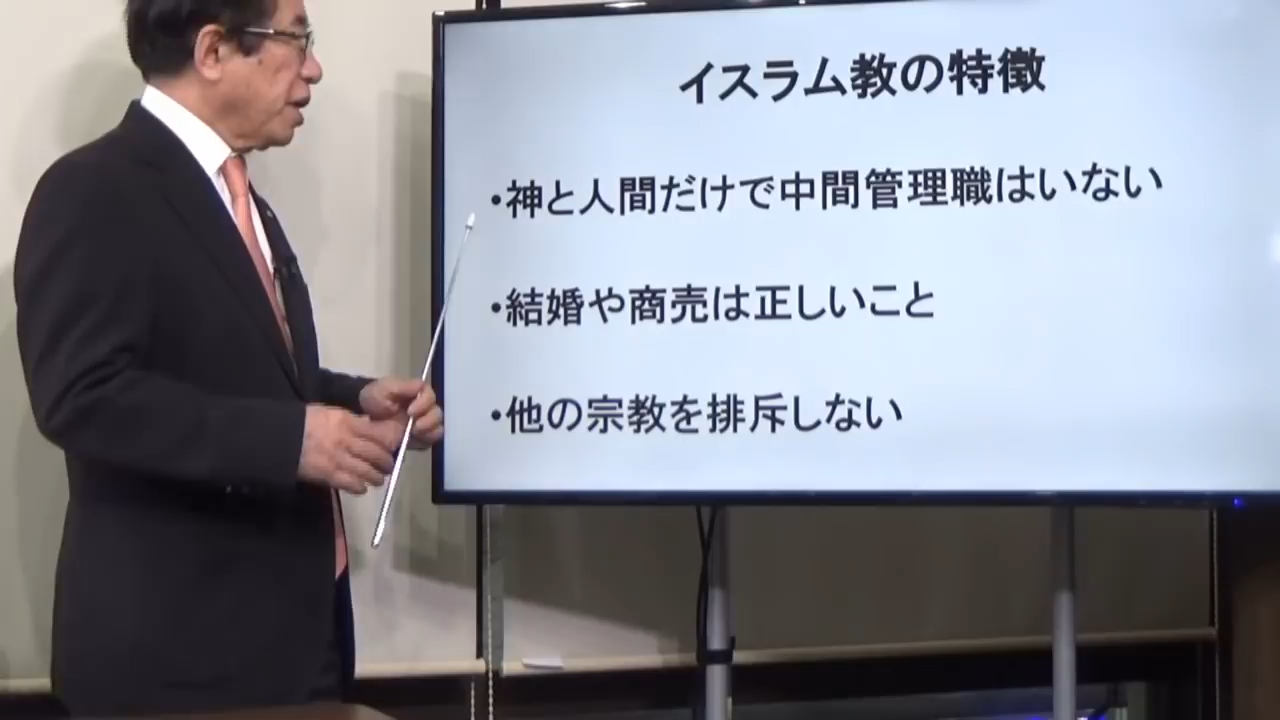 イスラム教の特徴
・神と人間だけで中間管理職はいない
・結婚や商売は正しいこと
・他の宗教を排斥しない